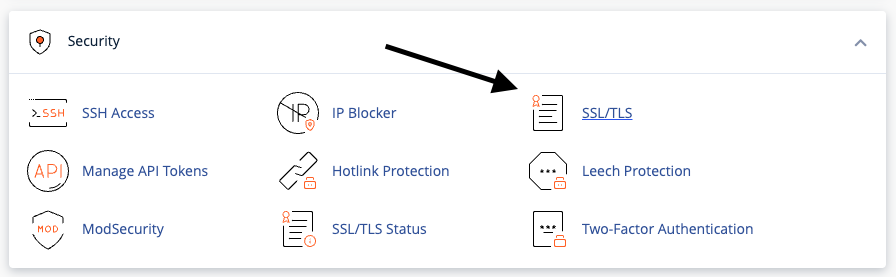 Security
>_SSH SSH Access
IP IP Blocker
SSL/TLS
API Manage API Tokens
Hotlink Protection
*** Leech Protection
MOD ModSecurity
SSL/TLS Status
*** Two-Factor Authentication